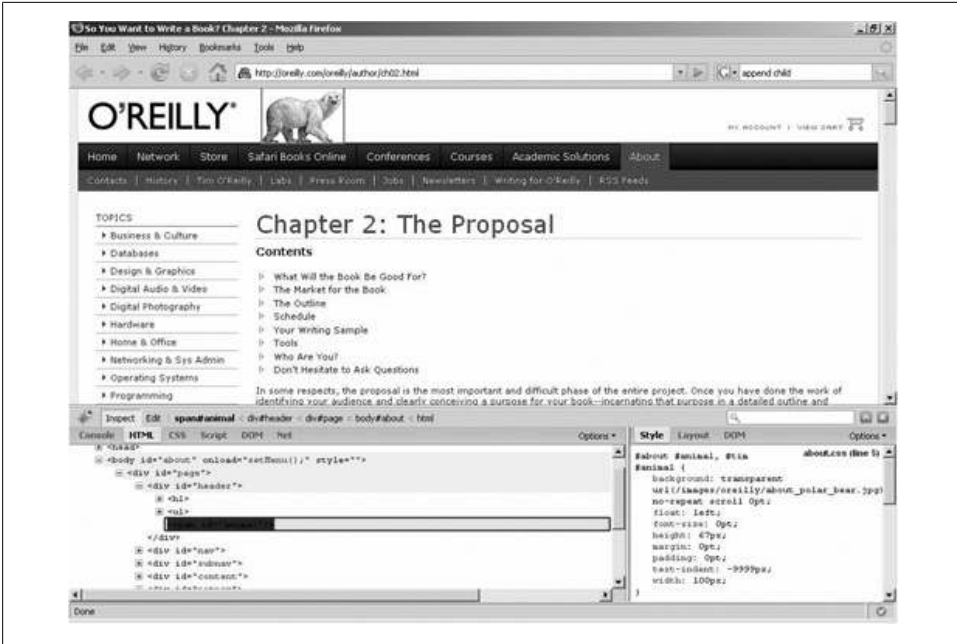 So You Want to Write a Book? Chapter 2 - Mozilla Firefox
File Edit View History Bookmarks Tools Help
http://oreilly.com/oreilly/author/ch02.html
append child
O'REILLY®
MY ACCOUNT | VIEW CART
Home Network Store Safari Books Online Conferences Courses Academic Solutions About
Contacts | History | Tim O'Reilly | Labs | Press Room | Jobs | Newsletters | Writing for O'Reilly | RSS Feeds
TOPICS
Business & Culture
Databases
Design & Graphics
Digital Audio & Video
Digital Photography
Hardware
Home & Office
Networking & Sys Admin
Operating Systems
Programming
Chapter 2: The Proposal
Contents
What Will the Book Be Good For?
The Market for the Book
The Outline
Schedule
Your Writing Sample
Tools
Who Are You?
Don't Hesitate to Ask Questions
In some respects, the proposal is the most important and difficult phase of the entire project. Once you have done the work of
identifying your audience and clearly conceiving a purpose for your book--incarnating that purpose in a detailed outline and
Inspect Edit span#animal < div#header < div#page < body#about < html
Console HTML CSS Script DOM Net Options
<head>
<body id="about" onload="setMenu();" style="">
<div id="page">
<div id="header">
<h1>
<ul>
<span id="animal"/>
</div>
<div id="nav">
<div id="subnav">
<div id="content">
Style Layout DOM Options
#about #animal, #tim about.css (line 5)
#animal {
background: transparent
url(/images/oreilly/about_polar_bear.jpg)
no-repeat scroll 0pt;
float: left;
font-size: 0pt;
height: 67px;
margin: 0pt;
padding: 0pt;
text-indent: -9999px;
width: 100px;
}
Done